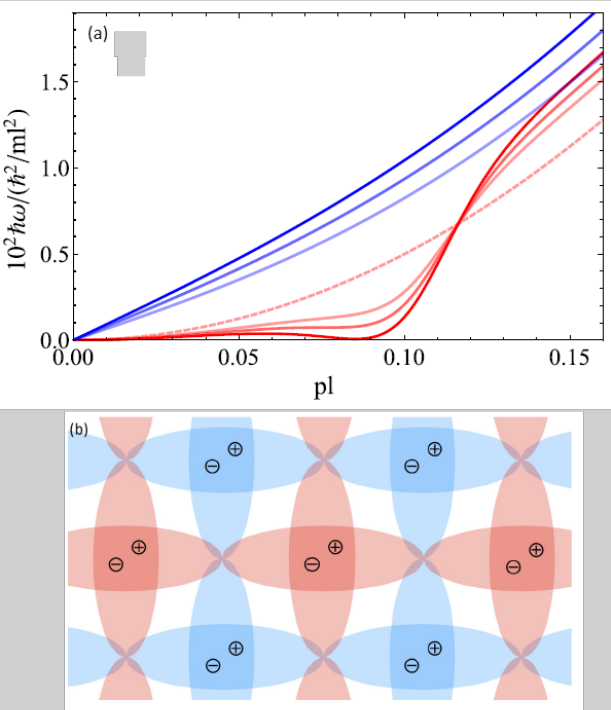 (a)
1.5
1.0
0.5
0.0
10²ħω/(ħ²/ml²)
0.00 0.05 0.10 0.15
pl
(b)
⊕ ⊕
⊖ ⊖
⊕ ⊕ ⊕
⊖ ⊖ ⊖
⊕ ⊕
⊖ ⊖